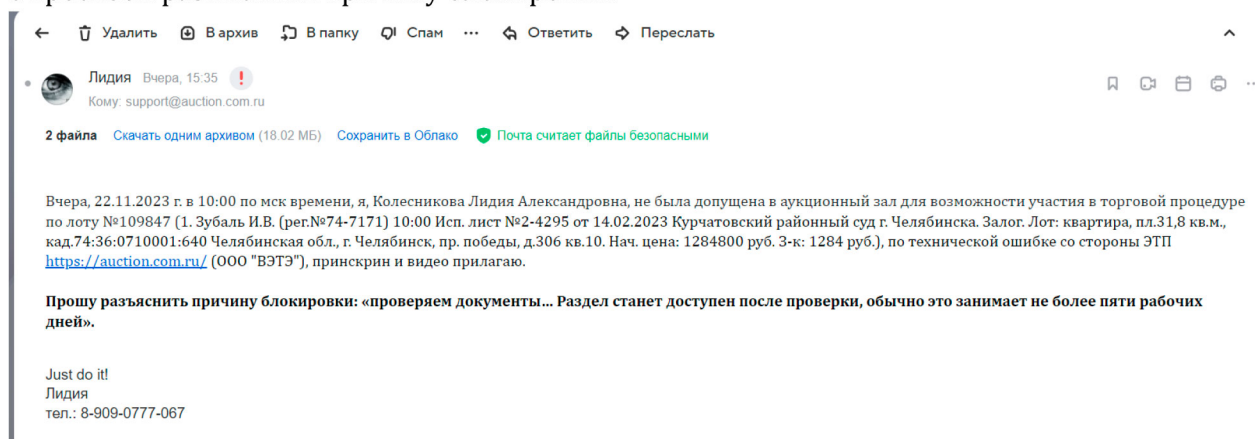 Удалить В архив В папку Спам ... Ответить Переслать
Лидия Вчера, 15:35 !
Кому: support@auction.com.ru
2 файла Скачать одним архивом (18.02 МБ) Сохранить в Облако Почта считает файлы безопасными
Вчера, 22.11.2023 г. в 10:00 по мск времени, я, Колесникова Лидия Александровна, не была допущена в аукционный зал для возможности участия в торговой процедуре
по лоту №109847 (1. Зубаль И.В. (рег.№74-7171) 10:00 Исп. лист №2-4295 от 14.02.2023 Курчатовский районный суд г. Челябинска. Залог. Лот: квартира, пл.31,8 кв.м.,
кад.74:36:0710001:640 Челябинская обл., г. Челябинск, пр. победы, д.306 кв.10. Нач. цена: 1284800 руб. З-к: 1284 руб.), по технической ошибке со стороны ЭТП
https://auction.com.ru/ (ООО "ВЭТЭ"), принскрин и видео прилагаю.
Прошу разъяснить причину блокировки: «проверяем документы... Раздел станет доступен после проверки, обычно это занимает не более пяти рабочих
дней».
Just do it!
Лидия
тел.: 8-909-0777-067